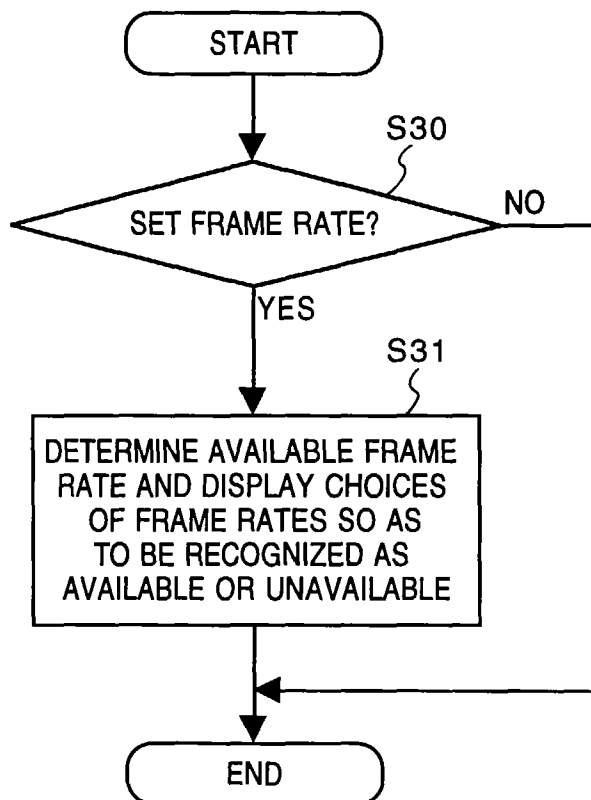 START
S30
SET FRAME RATE?
NO
YES
S31
DETERMINE AVAILABLE FRAME
RATE AND DISPLAY CHOICES
OF FRAME RATES SO AS
TO BE RECOGNIZED AS
AVAILABLE OR UNAVAILABLE
END